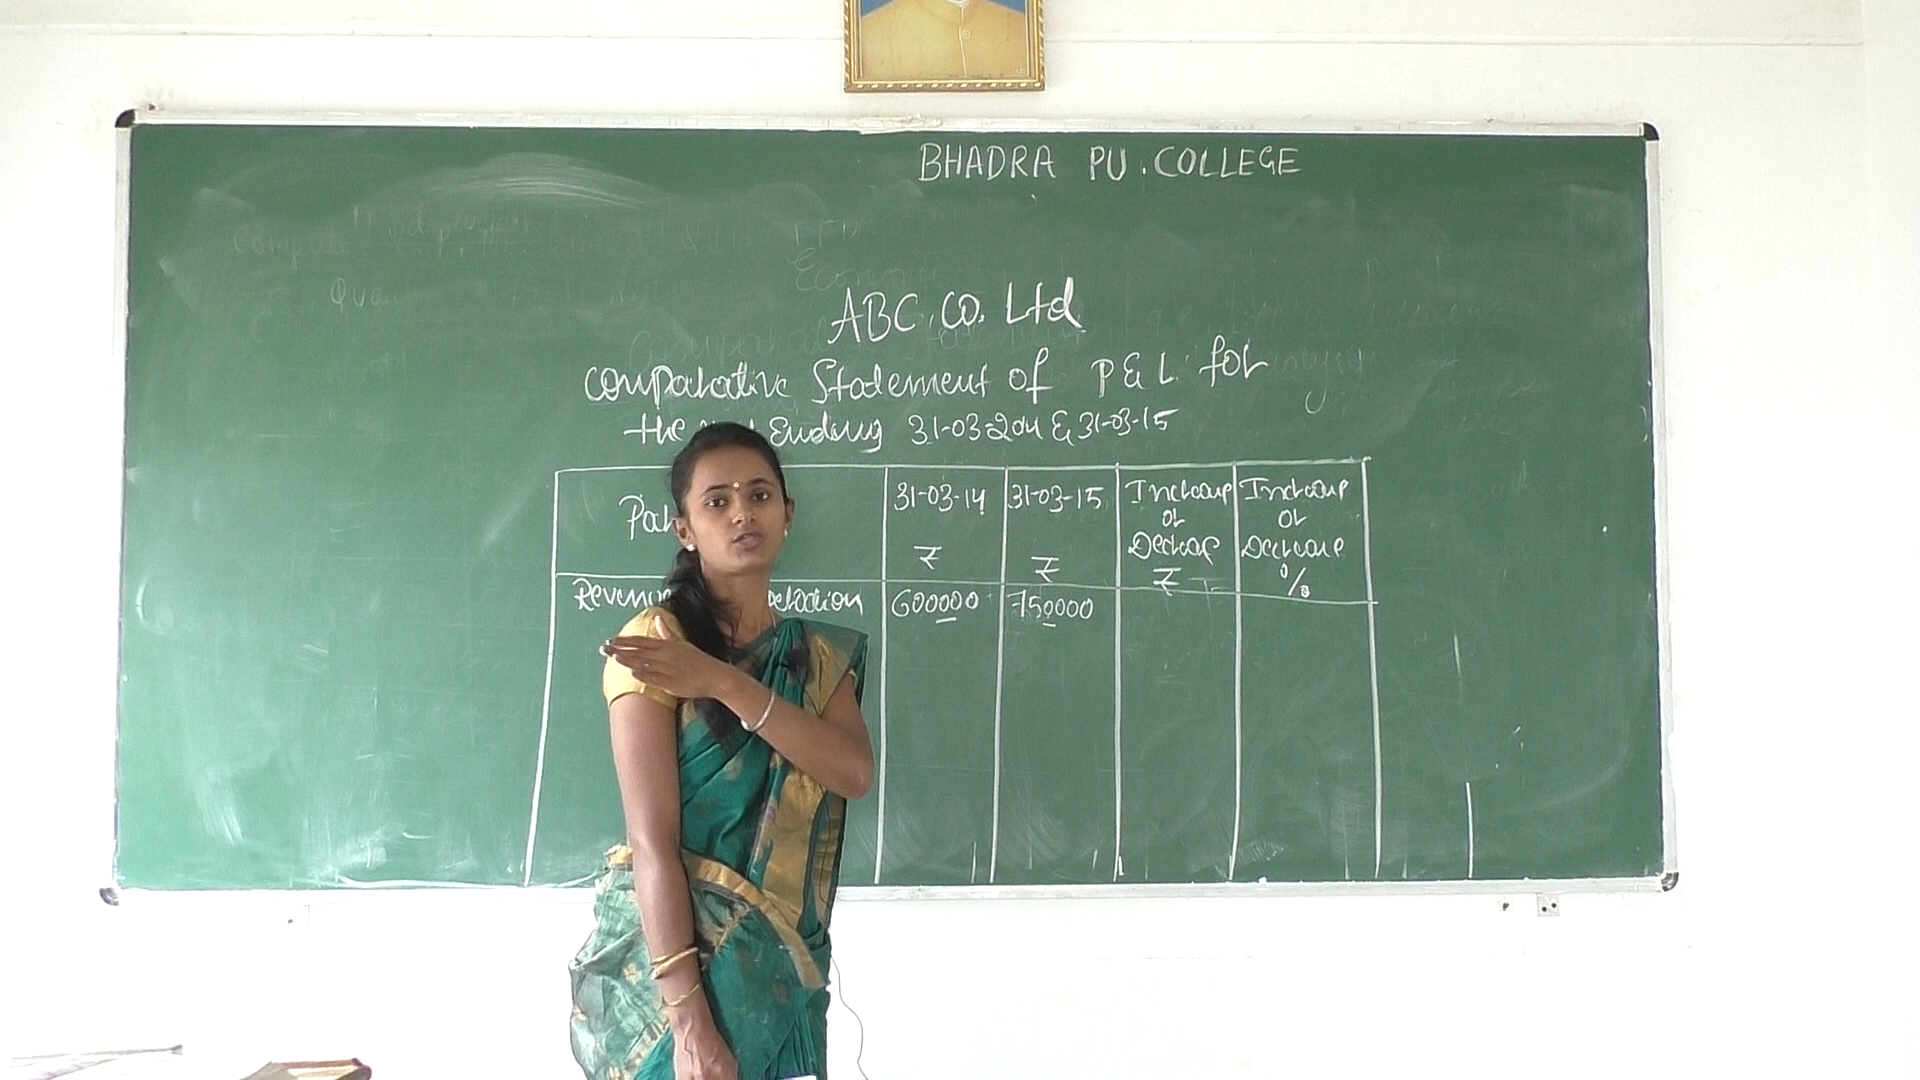 BHADRA PU. COLLEGE
ABC. CO. Ltd
Comparative Statement of P & L for
the Ending 31-03-2014 & 31-03-15
31-03-14 31-03-15 Increase Increase
or or
Decrease Decrease
₹ ₹ ₹ %
Revenue 600000 750000